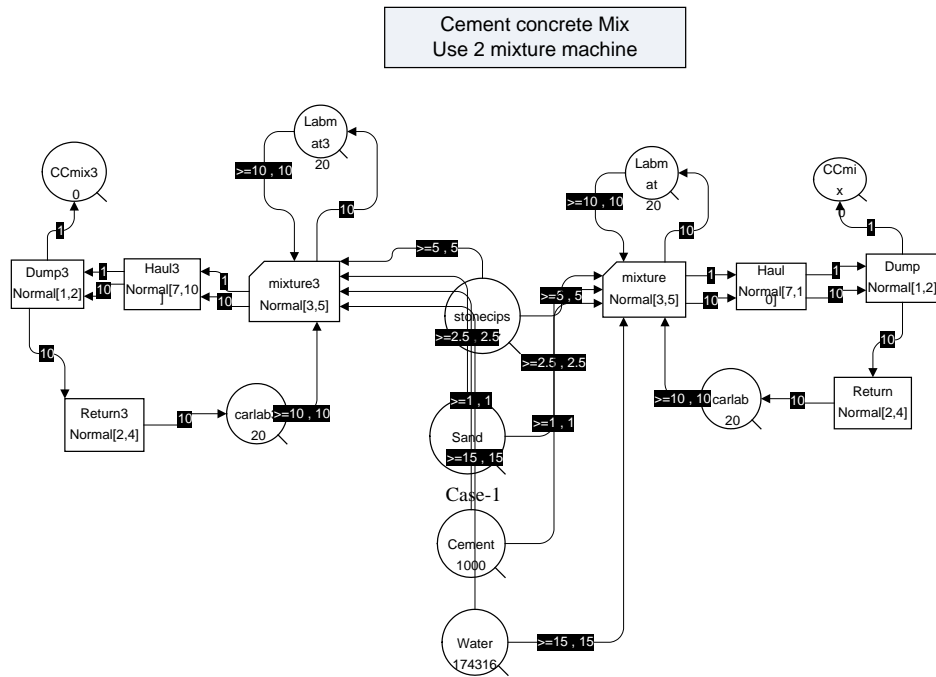 Cement concrete Mix
Use 2 mixture machine
Labm
at3
20
>=10 , 10
10
CCmix3
0
1
Dump3
Normal[1,2]
1
10
Haul3
Normal[7,10
]
1
10
mixture3
Normal[3,5]
10
Return3
Normal[2,4]
10
carlab
20
>=10 , 10
>=5 , 5
stonecips
>=2.5 , 2.5
>=1 , 1
Sand
>=15 , 15
Case-1
Cement
1000
Water
174316
>=5 , 5
>=2.5 , 2.5
>=1 , 1
>=15 , 15
Labm
at
20
>=10 , 10
10
mixture
Normal[3,5]
1
10
Haul
Normal[7,1
0]
1
10
CCmi
x
0
1
Dump
Normal[1,2]
10
Return
Normal[2,4]
10
carlab
20
>=10 , 10